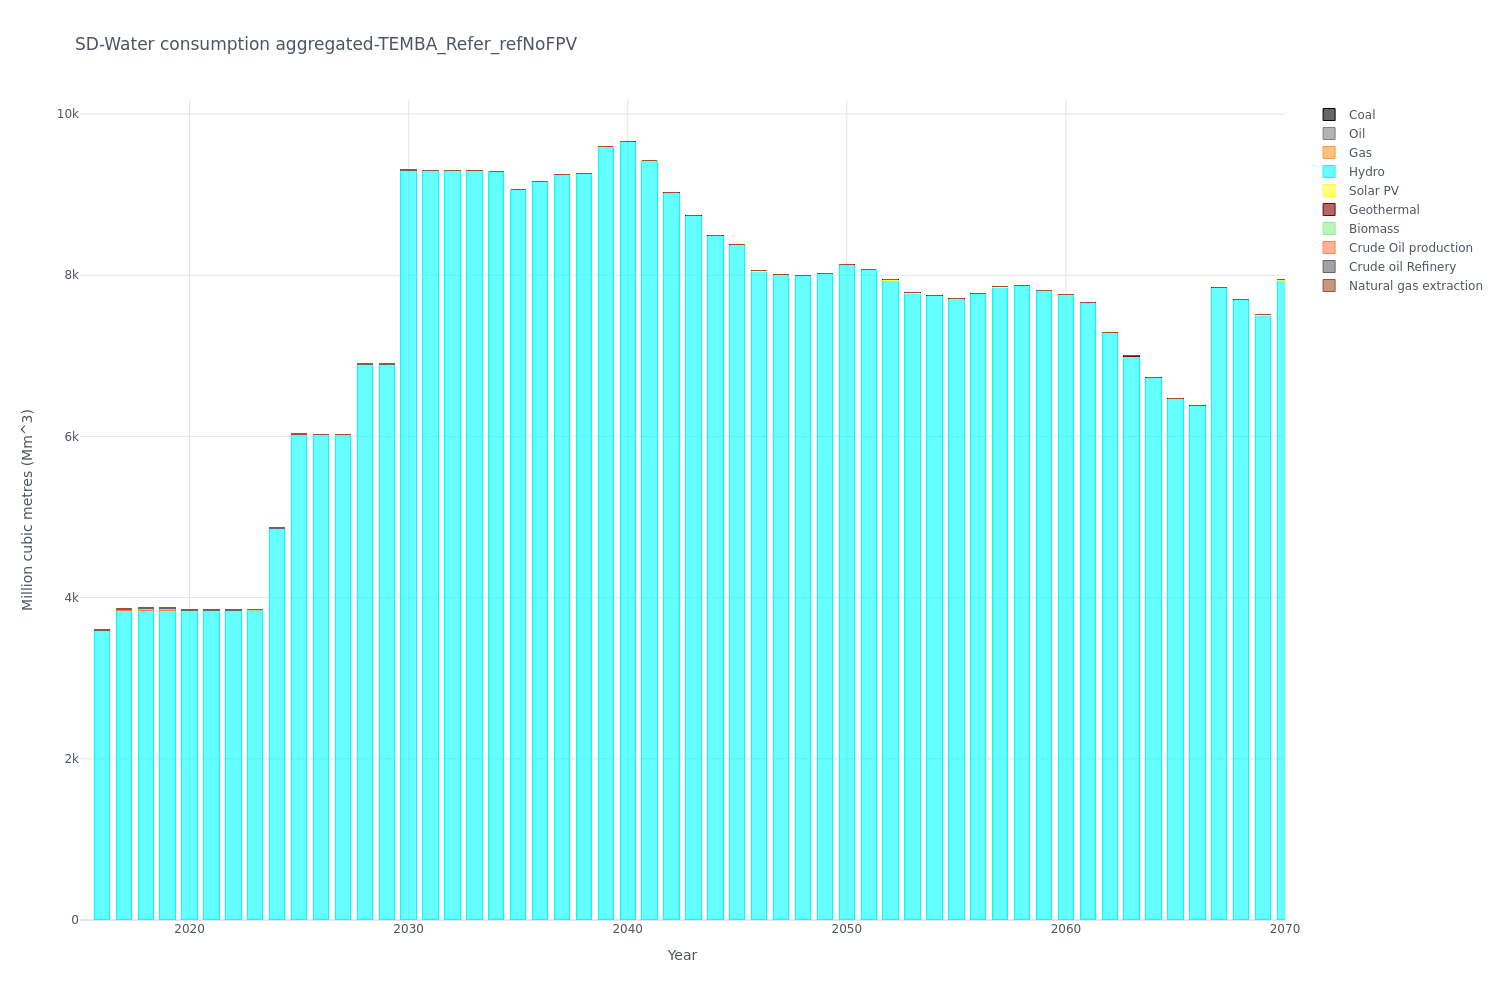 SD-Water consumption aggregated-TEMBA_Refer_refNoFPV
10k
8k
6k
4k
2k
0
Million cubic metres (Mm^3)
2020
2030
2040
2050
2060
2070
Year
Coal
Oil
Gas
Hydro
Solar PV
Geothermal
Biomass
Crude Oil production
Crude oil Refinery
Natural gas extraction